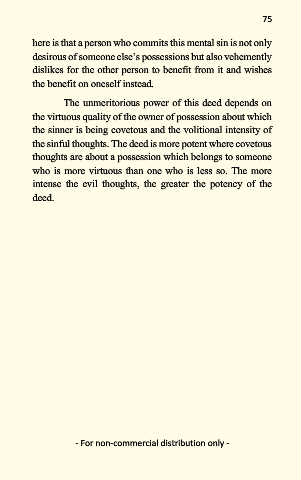 75
here is that a person who commits this mental sin is not only
desirous of someone else's possessions but also vehemently
dislikes for the other person to benefit from it and wishes
the benefit on oneself instead.
The unmeritorious power of this deed depends on
the virtuous quality of the owner of possession about which
the sinner is being covetous and the volitional intensity of
the sinful thoughts. The deed is more potent where covetous
thoughts are about a possession which belongs to someone
who is more virtuous than one who is less so. The more
intense the evil thoughts, the greater the potency of the
deed.
- For non-commercial distribution only -